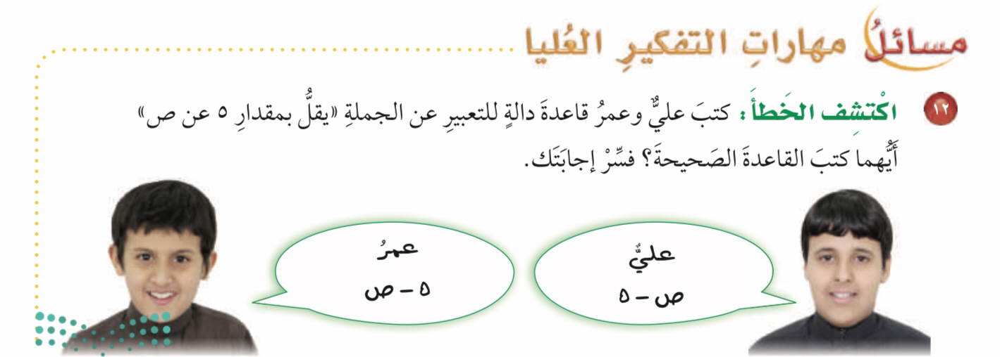 مسائلُ مهاراتِ التفكيرِ العُليا
١٢ اكْتشِف الخَطأَ: كتبَ عليٌّ وعمرُ قاعدةَ دالةٍ للتعبيرِ عن الجملةِ «يقلُّ بمقدارِ ٥ عن ص»
أَيُّهما كتبَ القاعدةَ الصَحيحةَ؟ فسِّرْ إجابَتَك.
عليٌّ
ص – ٥
عمرُ
٥ – ص